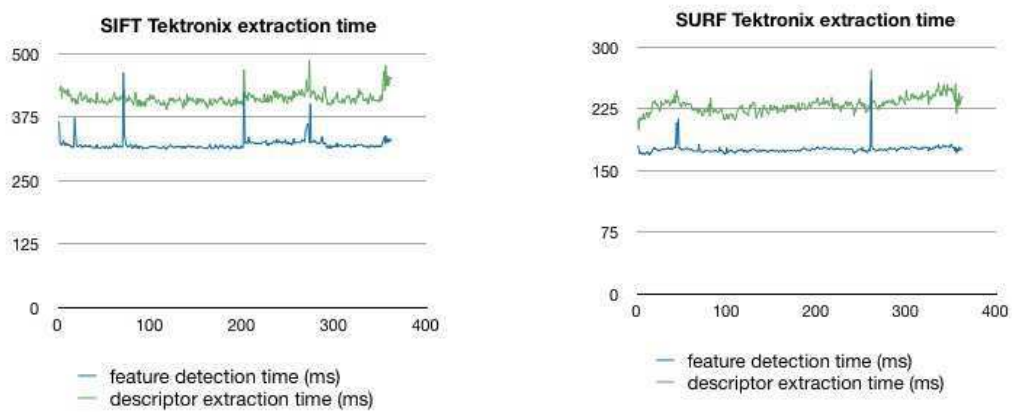 SIFT Tektronix extraction time
500
375
250
125
0
0 100 200 300 400
feature detection time (ms)
descriptor extraction time (ms)
SURF Tektronix extraction time
300
225
150
75
0
0 100 200 300 400
feature detection time (ms)
descriptor extraction time (ms)